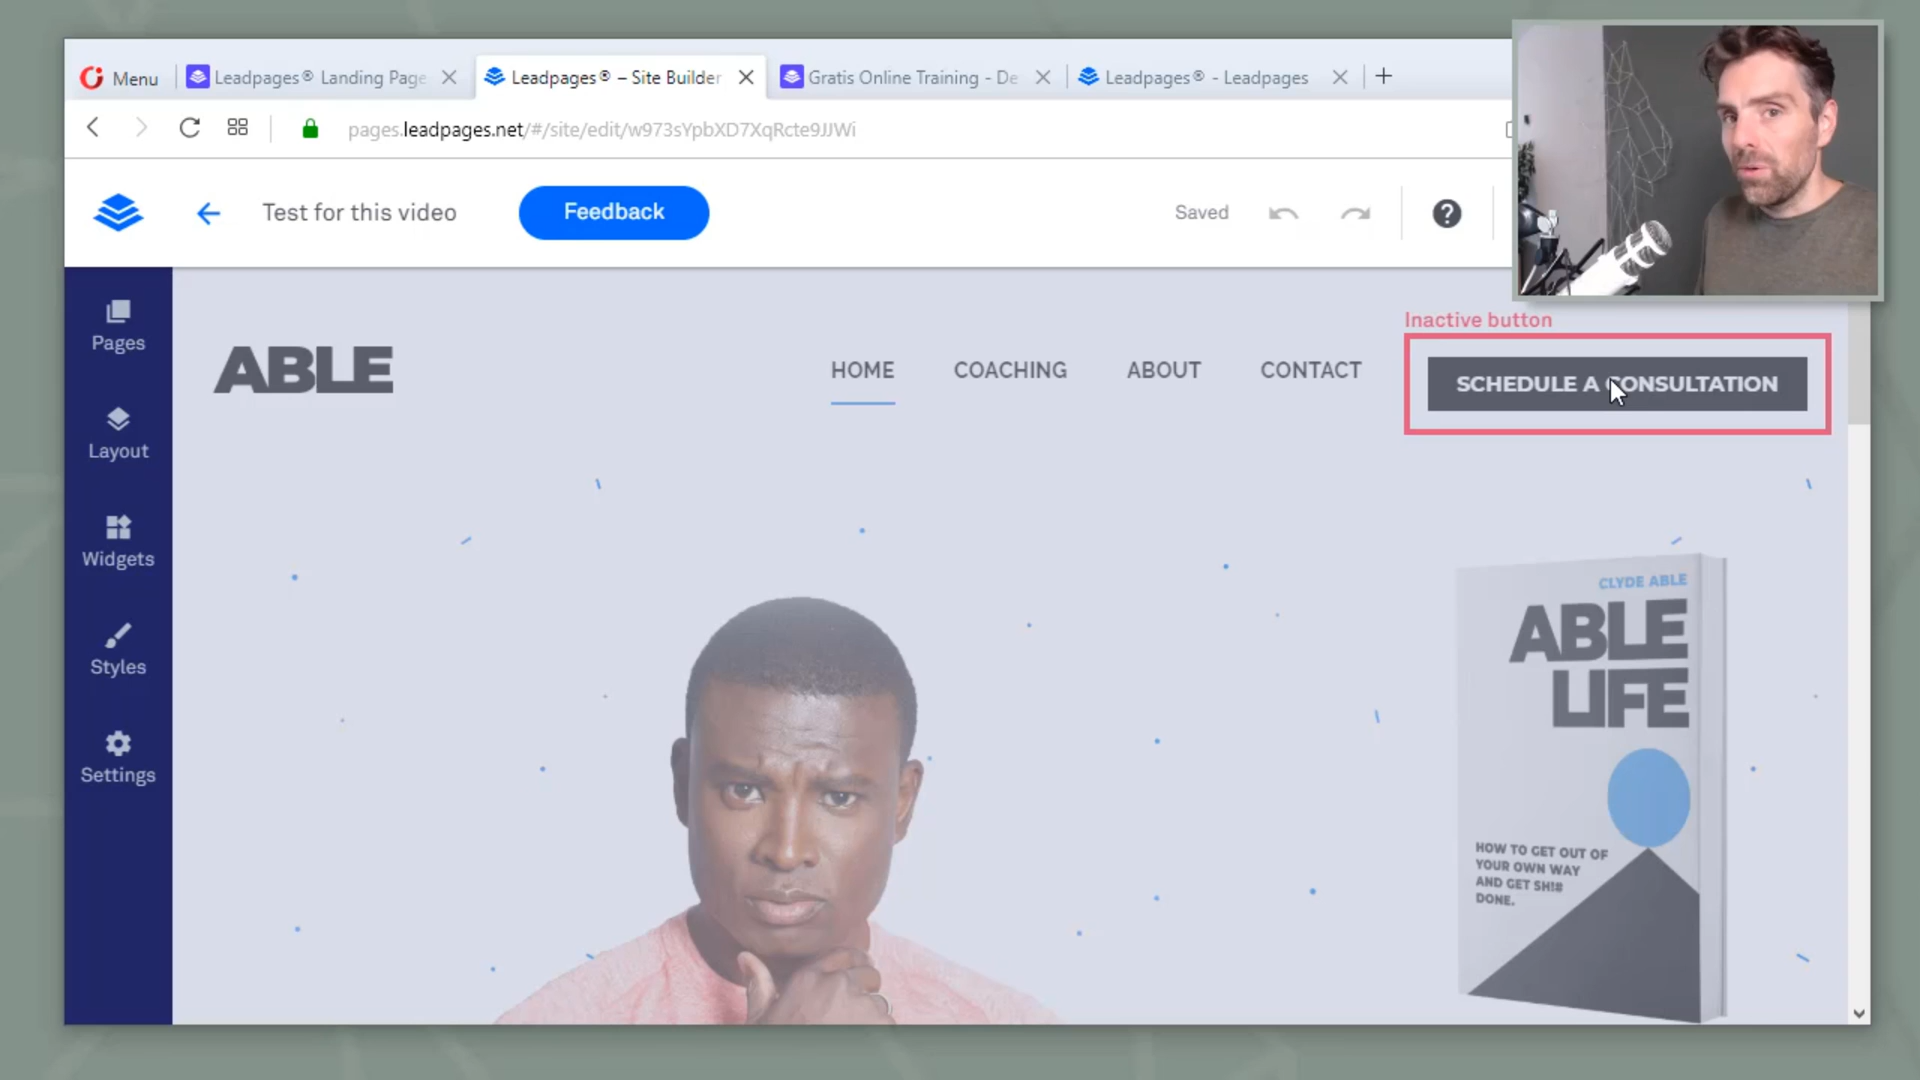 Menu
Leadpages® Landing Page
Leadpages® – Site Builder
Gratis Online Training - De
Leadpages® - Leadpages
pages.leadpages.net/#/site/edit/w973sYpbXD7XqRcte9JJWi
Test for this video
Feedback
Saved
Pages
Layout
Widgets
Styles
Settings
Inactive button
ABLE
HOME
COACHING
ABOUT
CONTACT
SCHEDULE A CONSULTATION
CLYDE ABLE
ABLE
LIFE
HOW TO GET OUT OF
YOUR OWN WAY
AND GET SH!#
DONE.